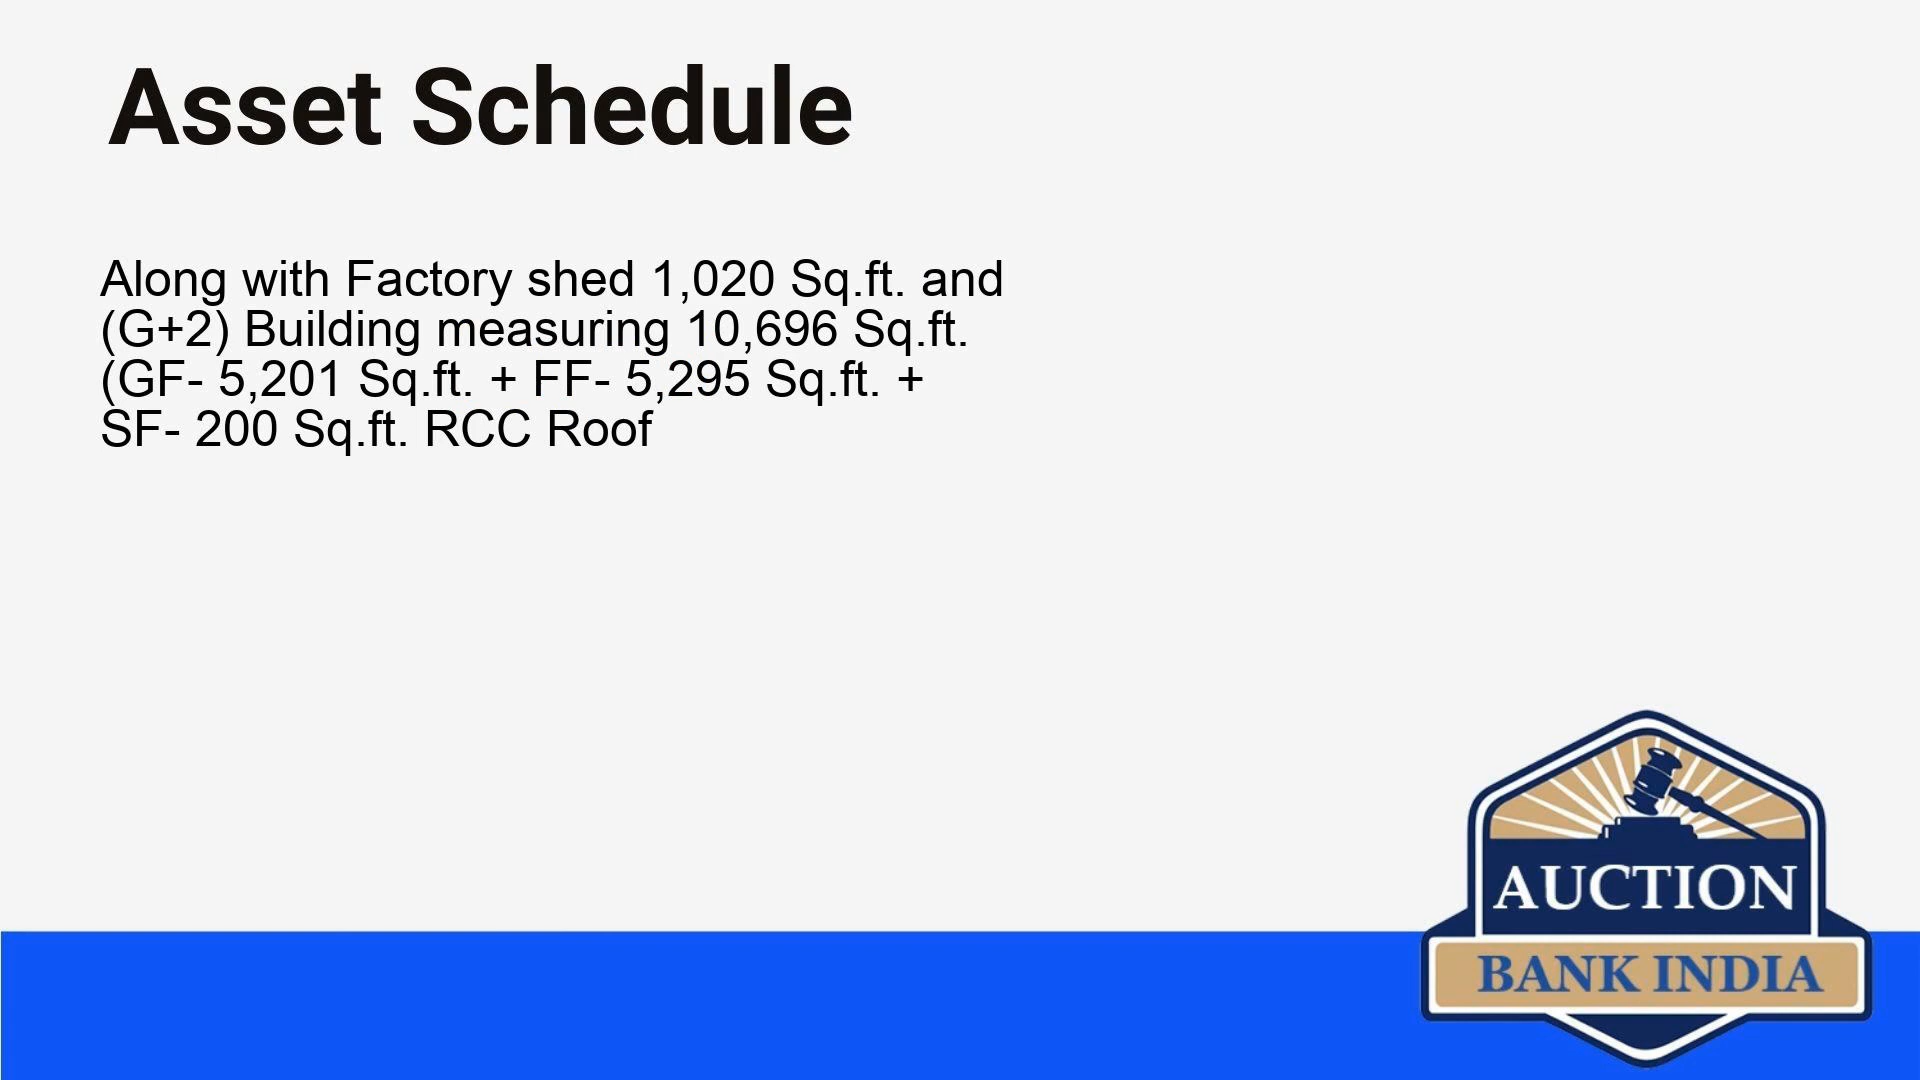 Asset Schedule
Along with Factory shed 1,020 Sq.ft. and
(G+2) Building measuring 10,696 Sq.ft.
(GF- 5,201 Sq.ft. + FF- 5,295 Sq.ft. +
SF- 200 Sq.ft. RCC Roof
AUCTION
BANK INDIA